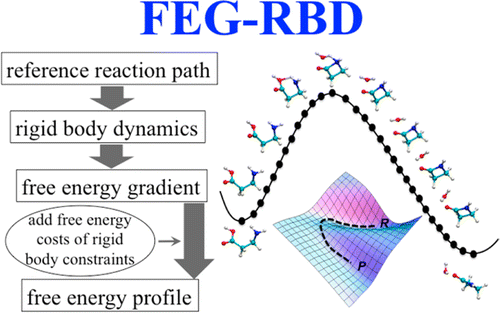 FEG-RBD
reference reaction path
rigid body dynamics
free energy gradient
add free energy
costs of rigid
body constraints
free energy profile
R
P